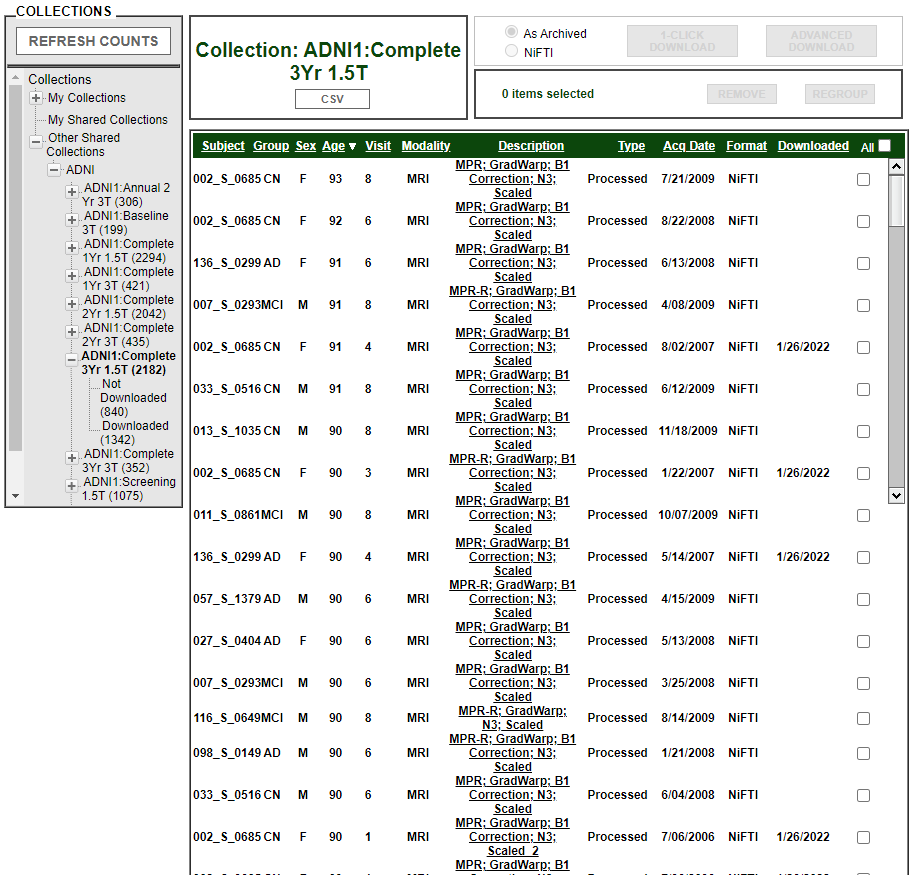 COLLECTIONS
REFRESH COUNTS
Collections
My Collections
My Shared Collections
Other Shared
Collections
ADNI
ADNI1:Annual 2
Yr 3T (306)
ADNI1:Baseline
3T (199)
ADNI1:Complete
1Yr 1.5T (2294)
ADNI1:Complete
1Yr 3T (421)
ADNI1:Complete
2Yr 1.5T (2042)
ADNI1:Complete
2Yr 3T (435)
ADNI1:Complete
3Yr 1.5T (2182)
Not
Downloaded
(840)
Downloaded
(1342)
ADNI1:Complete
3Yr 3T (352)
ADNI1:Screening
1.5T (1075)
Collection: ADNI1:Complete
3Yr 1.5T
CSV
As Archived
NiFTI
1-CLICK
DOWNLOAD
ADVANCED
DOWNLOAD
0 items selected
REMOVE
REGROUP
Subject Group Sex Age ▼ Visit Modality Description Type Acq Date Format Downloaded All
MPR; GradWarp; B1
002_S_0685 CN F 93 8 MRI Correction; N3; Processed 7/21/2009 NiFTI
Scaled
MPR; GradWarp; B1
002_S_0685 CN F 92 6 MRI Correction; N3; Processed 8/22/2008 NiFTI
Scaled
MPR; GradWarp; B1
136_S_0299 AD F 91 6 MRI Correction; N3; Processed 6/13/2008 NiFTI
Scaled
MPR-R; GradWarp; B1
007_S_0293 MCI M 91 8 MRI Correction; N3; Processed 4/08/2009 NiFTI
Scaled
MPR; GradWarp; B1
002_S_0685 CN F 91 4 MRI Correction; N3; Processed 8/02/2007 NiFTI 1/26/2022
Scaled
MPR; GradWarp; B1
033_S_0516 CN M 91 8 MRI Correction; N3; Processed 6/12/2009 NiFTI
Scaled
MPR; GradWarp; B1
013_S_1035 CN M 90 8 MRI Correction; N3; Processed 11/18/2009 NiFTI
Scaled
MPR-R; GradWarp; B1
002_S_0685 CN F 90 3 MRI Correction; N3; Processed 1/22/2007 NiFTI 1/26/2022
Scaled
MPR; GradWarp; B1
011_S_0861 MCI M 90 8 MRI Correction; N3; Processed 10/07/2009 NiFTI
Scaled
MPR; GradWarp; B1
136_S_0299 AD F 90 4 MRI Correction; N3; Processed 5/14/2007 NiFTI 1/26/2022
Scaled
MPR-R; GradWarp; B1
057_S_1379 AD M 90 6 MRI Correction; N3; Processed 4/15/2009 NiFTI
Scaled
MPR; GradWarp; B1
027_S_0404 AD F 90 6 MRI Correction; N3; Processed 5/13/2008 NiFTI
Scaled
MPR; GradWarp; B1
007_S_0293 MCI M 90 6 MRI Correction; N3; Processed 3/25/2008 NiFTI
Scaled
MPR-R; GradWarp;
116_S_0649 MCI M 90 8 MRI N3; Scaled Processed 8/14/2009 NiFTI
MPR-R; GradWarp; B1
098_S_0149 AD M 90 6 MRI Correction; N3; Processed 1/21/2008 NiFTI
Scaled
MPR; GradWarp; B1
033_S_0516 CN M 90 6 MRI Correction; N3; Processed 6/04/2008 NiFTI
Scaled
MPR; GradWarp; B1
002_S_0685 CN F 90 1 MRI Correction; N3; Processed 7/06/2006 NiFTI 1/26/2022
Scaled_2
MPR; GradWarp; B1